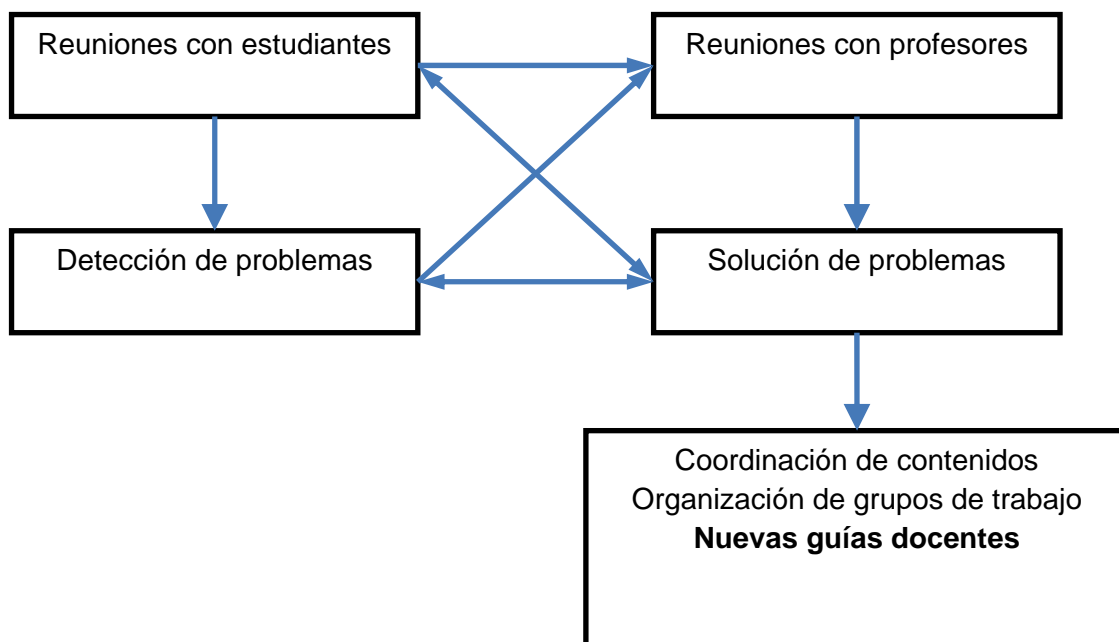 Reuniones con estudiantes
Reuniones con profesores
Detección de problemas
Solución de problemas
Coordinación de contenidos
Organización de grupos de trabajo
Nuevas guías docentes